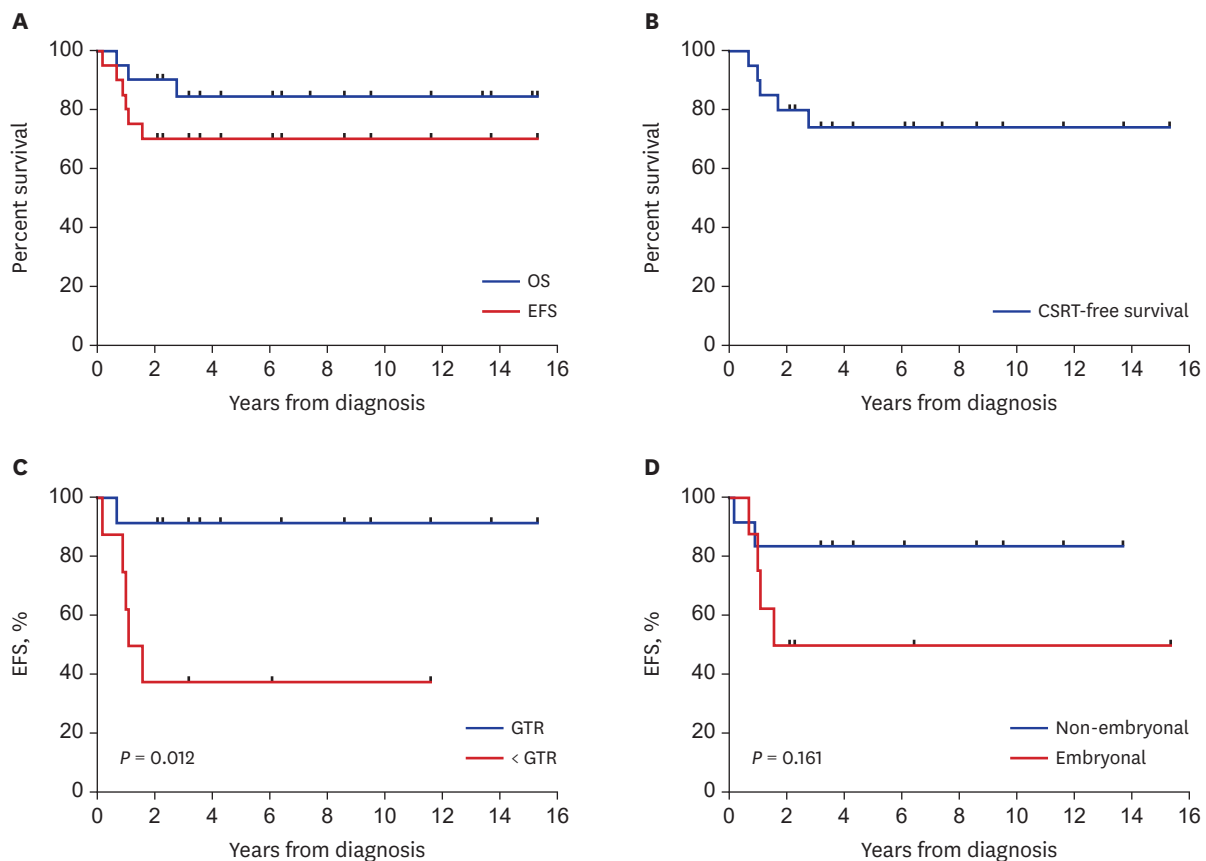 A
Percent survival
100
80
60
40
20
0
OS
EFS
0 2 4 6 8 10 12 14 16
Years from diagnosis
B
Percent survival
100
80
60
40
20
0
CSRT-free survival
0 2 4 6 8 10 12 14 16
Years from diagnosis
C
EFS, %
100
80
60
40
20
0
GTR
< GTR
P = 0.012
0 2 4 6 8 10 12 14 16
Years from diagnosis
D
EFS, %
100
80
60
40
20
0
Non-embryonal
Embryonal
P = 0.161
0 2 4 6 8 10 12 14 16
Years from diagnosis